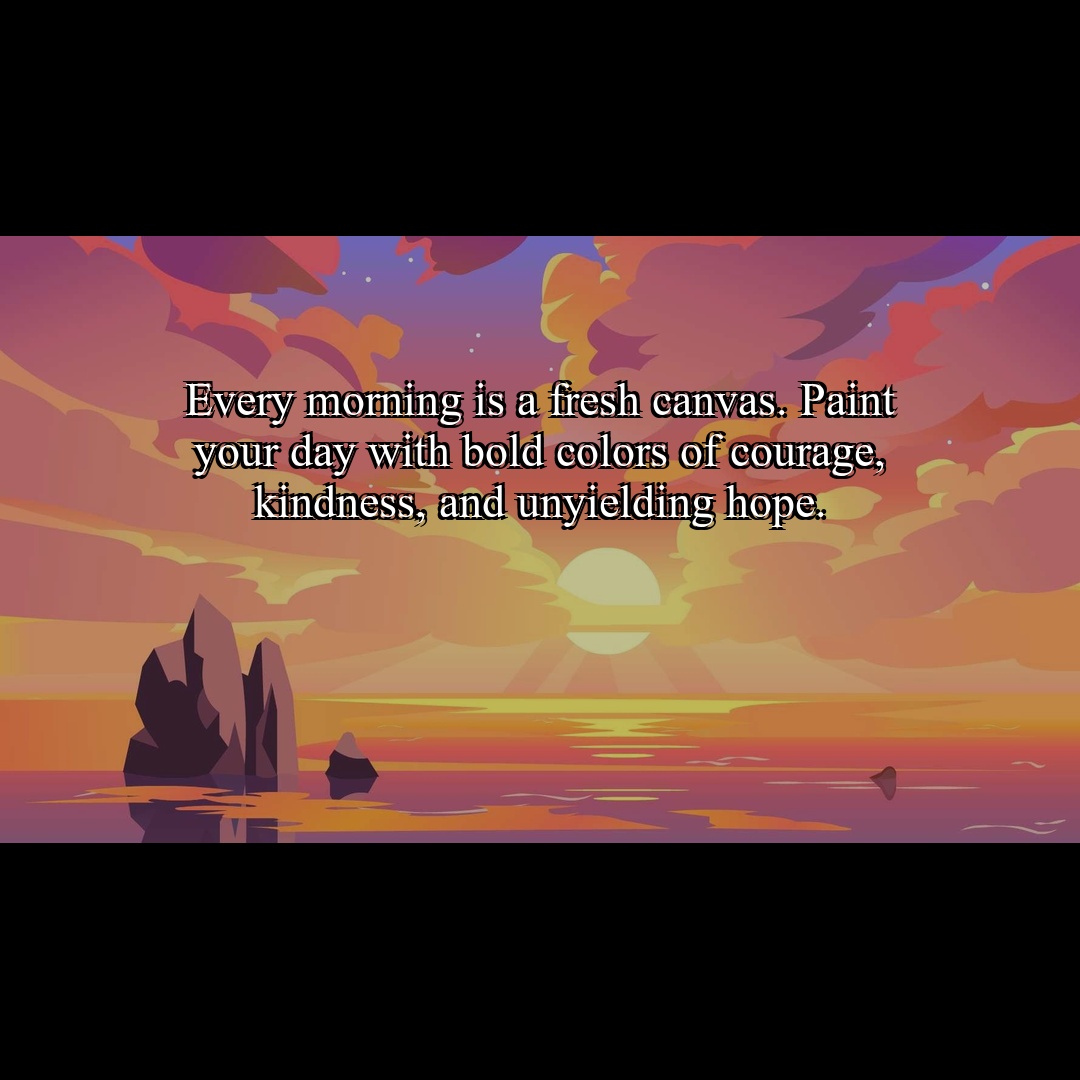 Every morning is a fresh canvas. Paint
your day with bold colors of courage,
kindness, and unyielding hope.